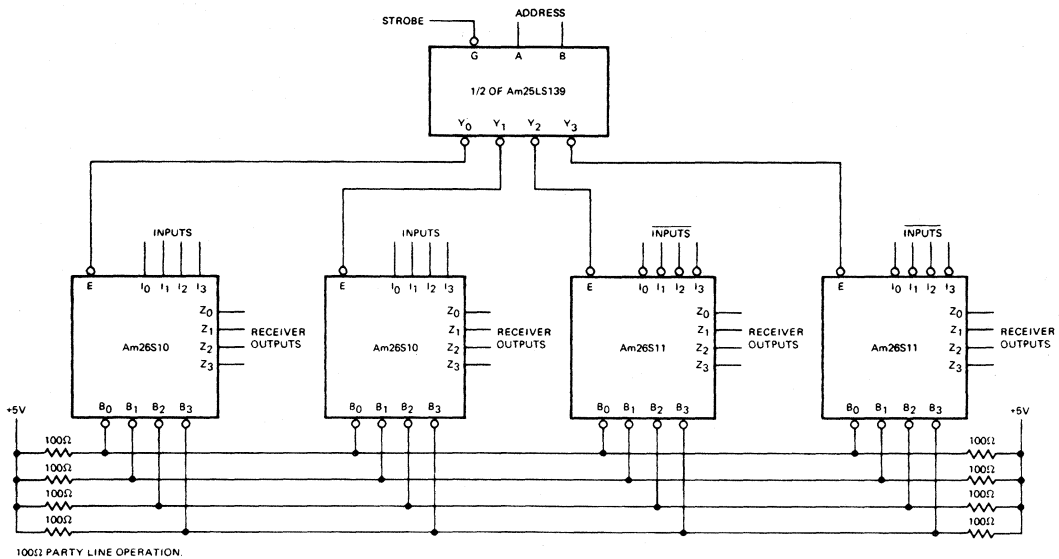 STROBE
ADDRESS
G A B
1/2 OF Am25LS139
Y0 Y1 Y2 Y3
INPUTS
INPUTS
INPUTS
INPUTS
E I0 I1 I2 I3
E I0 I1 I2 I3
E I0 I1 I2 I3
E I0 I1 I2 I3
Z0
Z1
Z2
Z3
RECEIVER
OUTPUTS
Am26S10
Z0
Z1
Z2
Z3
RECEIVER
OUTPUTS
Am26S10
Z0
Z1
Z2
Z3
RECEIVER
OUTPUTS
Am26S11
Z0
Z1
Z2
Z3
RECEIVER
OUTPUTS
Am26S11
B0 B1 B2 B3
B0 B1 B2 B3
B0 B1 B2 B3
B0 B1 B2 B3
+5V
+5V
100Ω
100Ω
100Ω
100Ω
100Ω
100Ω
100Ω
100Ω
100Ω PARTY LINE OPERATION.